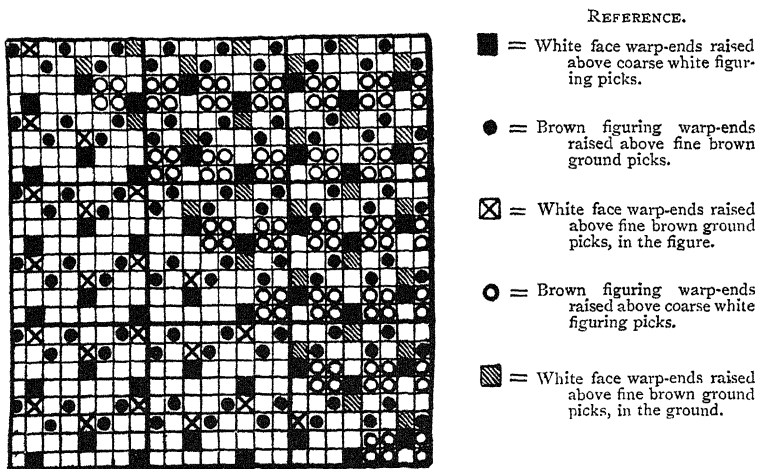 REFERENCE.
= White face warp-ends raised
above coarse white figur-
ing picks.
= Brown figuring warp-ends
raised above fine brown
ground picks.
= White face warp-ends raised
above fine brown ground
picks, in the figure.
= Brown figuring warp-ends
raised above coarse white
figuring picks.
= White face warp-ends raised
above fine brown ground
picks, in the ground.